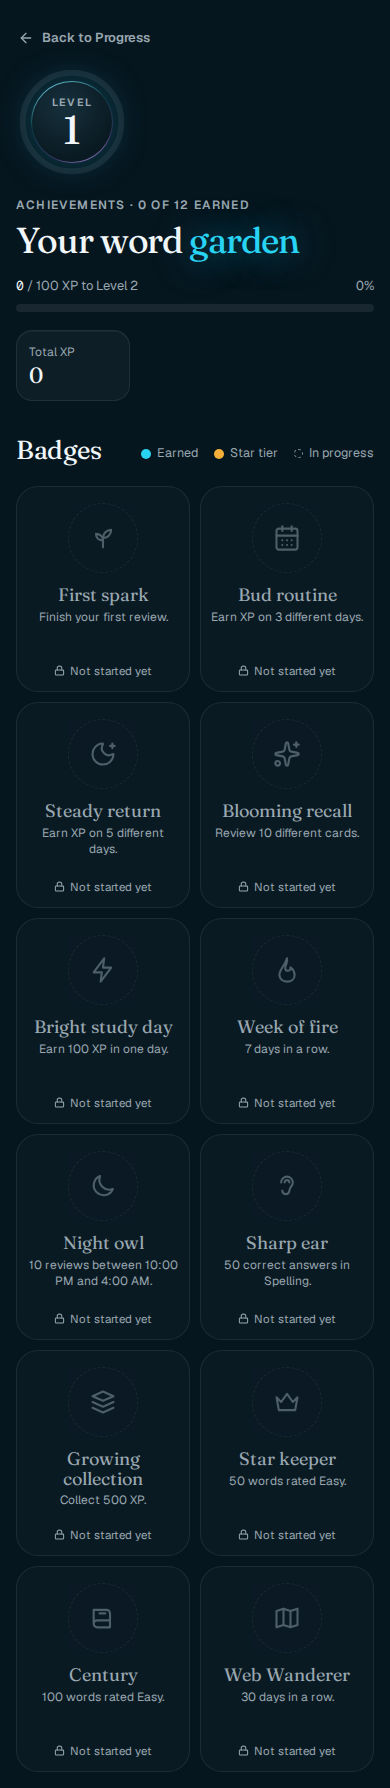 Back to Progress
LEVEL
1
ACHIEVEMENTS · 0 OF 12 EARNED
Your word garden
0 / 100 XP to Level 2 0%
Total XP
0
Badges Earned Star tier In progress
First spark
Finish your first review.
Not started yet
Bud routine
Earn XP on 3 different days.
Not started yet
Steady return
Earn XP on 5 different
days.
Not started yet
Blooming recall
Review 10 different cards.
Not started yet
Bright study day
Earn 100 XP in one day.
Not started yet
Week of fire
7 days in a row.
Not started yet
Night owl
10 reviews between 10:00
PM and 4:00 AM.
Not started yet
Sharp ear
50 correct answers in
Spelling.
Not started yet
Growing
collection
Collect 500 XP.
Not started yet
Star keeper
50 words rated Easy.
Not started yet
Century
100 words rated Easy.
Not started yet
Web Wanderer
30 days in a row.
Not started yet